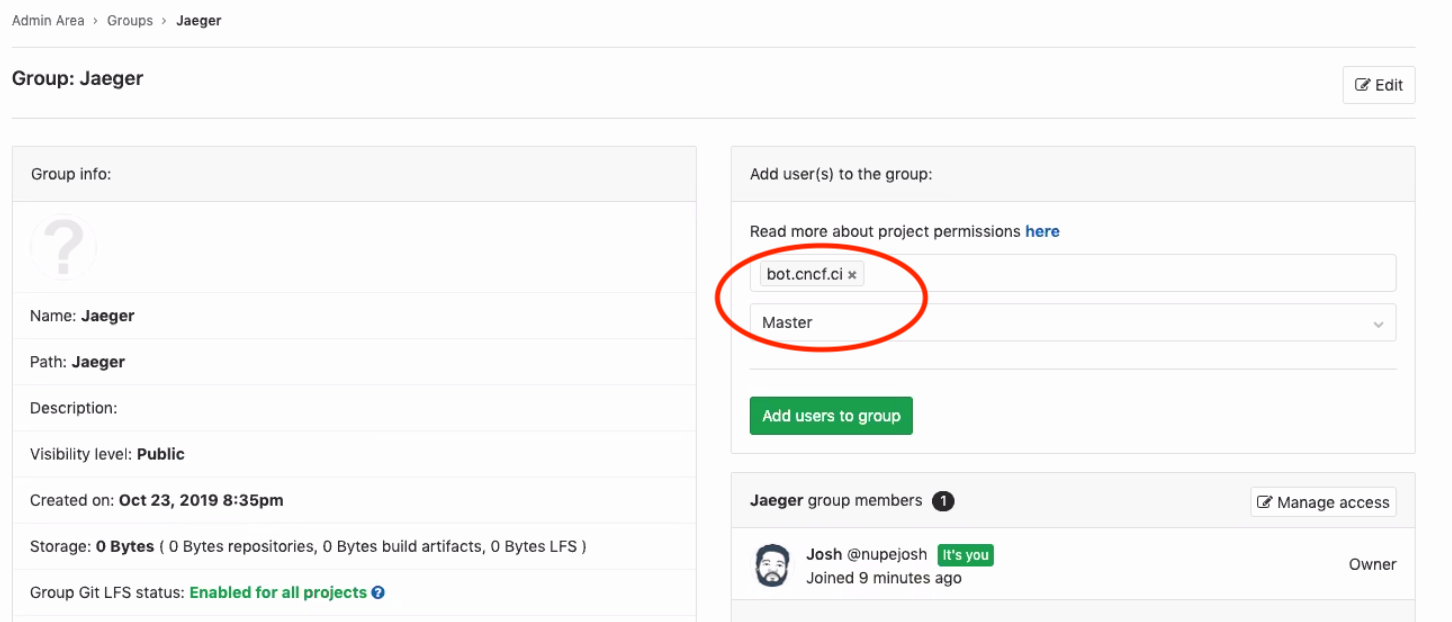 Admin Area › Groups › Jaeger
Group: Jaeger
Edit
Group info:
?
Name: Jaeger
Path: Jaeger
Description:
Visibility level: Public
Created on: Oct 23, 2019 8:35pm
Storage: 0 Bytes ( 0 Bytes repositories, 0 Bytes build artifacts, 0 Bytes LFS )
Group Git LFS status: Enabled for all projects ?
Add user(s) to the group:
Read more about project permissions here
bot.cncf.ci ×
Master
Add users to group
Jaeger group members 1
Manage access
Josh @nupejosh It's you
Joined 9 minutes ago
Owner